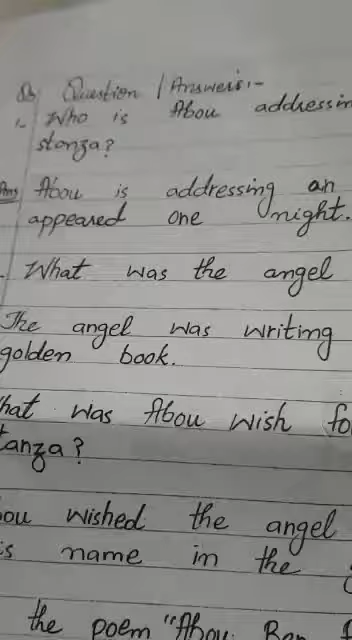 Q Question / Answers:-
1. Who is Abou addressin
stanza?
Ans Abou is addressing an
appeared one night.
. What was the angel
The angel was writing
golden book.
hat was Abou wish fo
tanza?
ou wished the angel
is name in the
the poem "Abou Ben